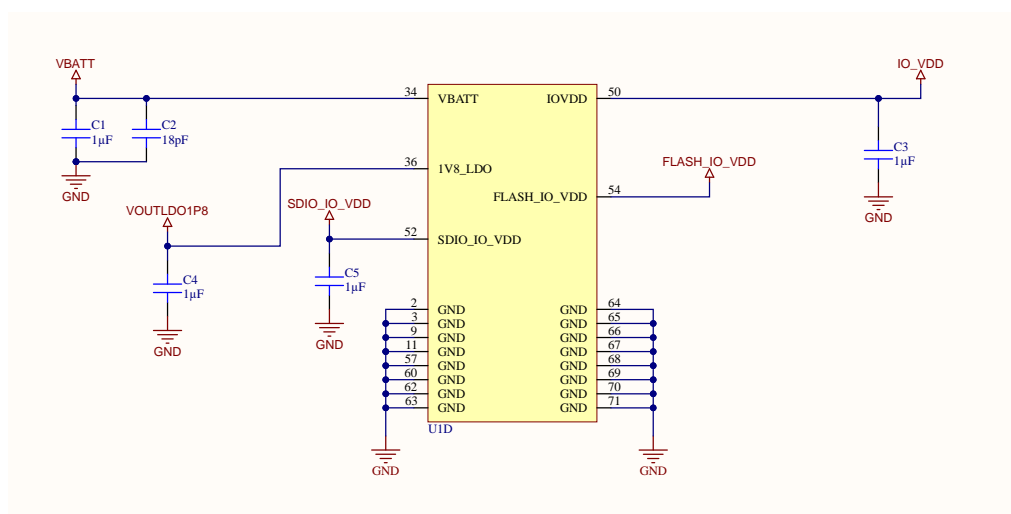 VBATT
IO_VDD
34 VBATT IOVDD 50
C1 1µF
C2 18pF
C3 1µF
GND
36 1V8_LDO
FLASH_IO_VDD
FLASH_IO_VDD 54
GND
VOUTLDO1P8
SDIO_IO_VDD
52 SDIO_IO_VDD
C4 1µF
C5 1µF
GND
GND
2 GND GND 64
3 GND GND 65
9 GND GND 66
11 GND GND 67
57 GND GND 68
60 GND GND 69
62 GND GND 70
63 GND GND 71
U1D
GND
GND